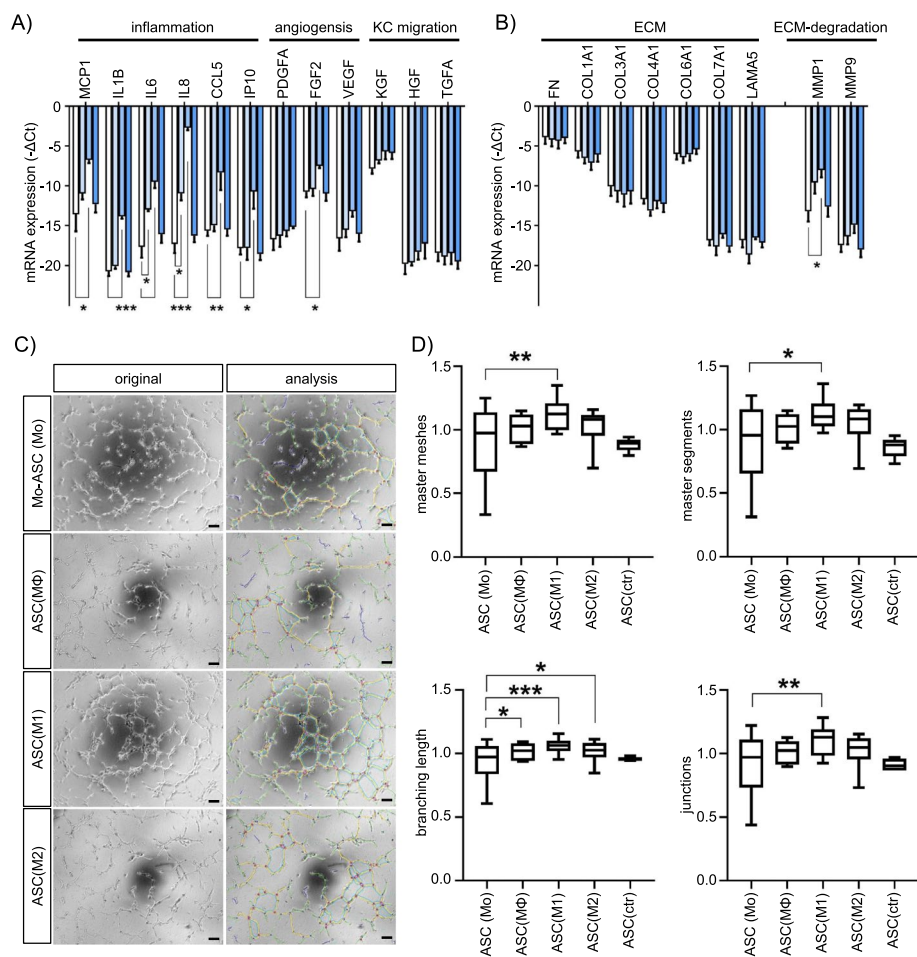 A)
inflammation angiogensis KC migration
MCP1 IL1B IL6 IL8 CCL5 IP10 PDGFA FGF2 VEGF KGF HGF TGFA
mRNA expression (-ΔCt)
0
-5
-10
-15
-20
* *** * * *** ** * *
B)
ECM ECM-degradation
FN COL1A1 COL3A1 COL4A1 COL6A1 COL7A1 LAMA5 MMP1 MMP9
mRNA expression (-ΔCt)
0
-5
-10
-15
-20
*
C)
original analysis
Mo-ASC (Mo)
ASC(MΦ)
ASC(M1)
ASC(M2)
D)
master meshes
1.5
1.0
0.5
0.0
**
ASC (Mo) ASC(MΦ) ASC(M1) ASC(M2) ASC(ctr)
master segments
1.5
1.0
0.5
0.0
*
ASC (Mo) ASC(MΦ) ASC(M1) ASC(M2) ASC(ctr)
branching length
1.5
1.0
0.5
0.0
*
***
*
ASC (Mo) ASC(MΦ) ASC(M1) ASC(M2) ASC(ctr)
junctions
1.5
1.0
0.5
0.0
**
ASC (Mo) ASC(MΦ) ASC(M1) ASC(M2) ASC(ctr)